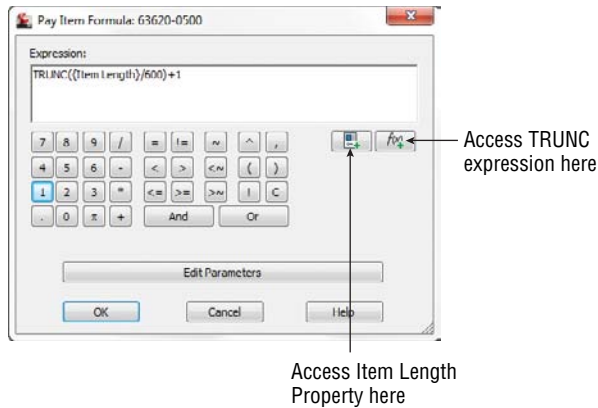 Pay Item Formula: 63620-0500
Expression:
TRUNC({Item Length}/600)+1
7 8 9 / = != ~ ^ ,
4 5 6 - < > <~ ( )
1 2 3 * <= >= >~ ! C
. 0 π + And Or
f(x)
Access TRUNC
expression here
Edit Parameters
OK Cancel Help
Access Item Length
Property here